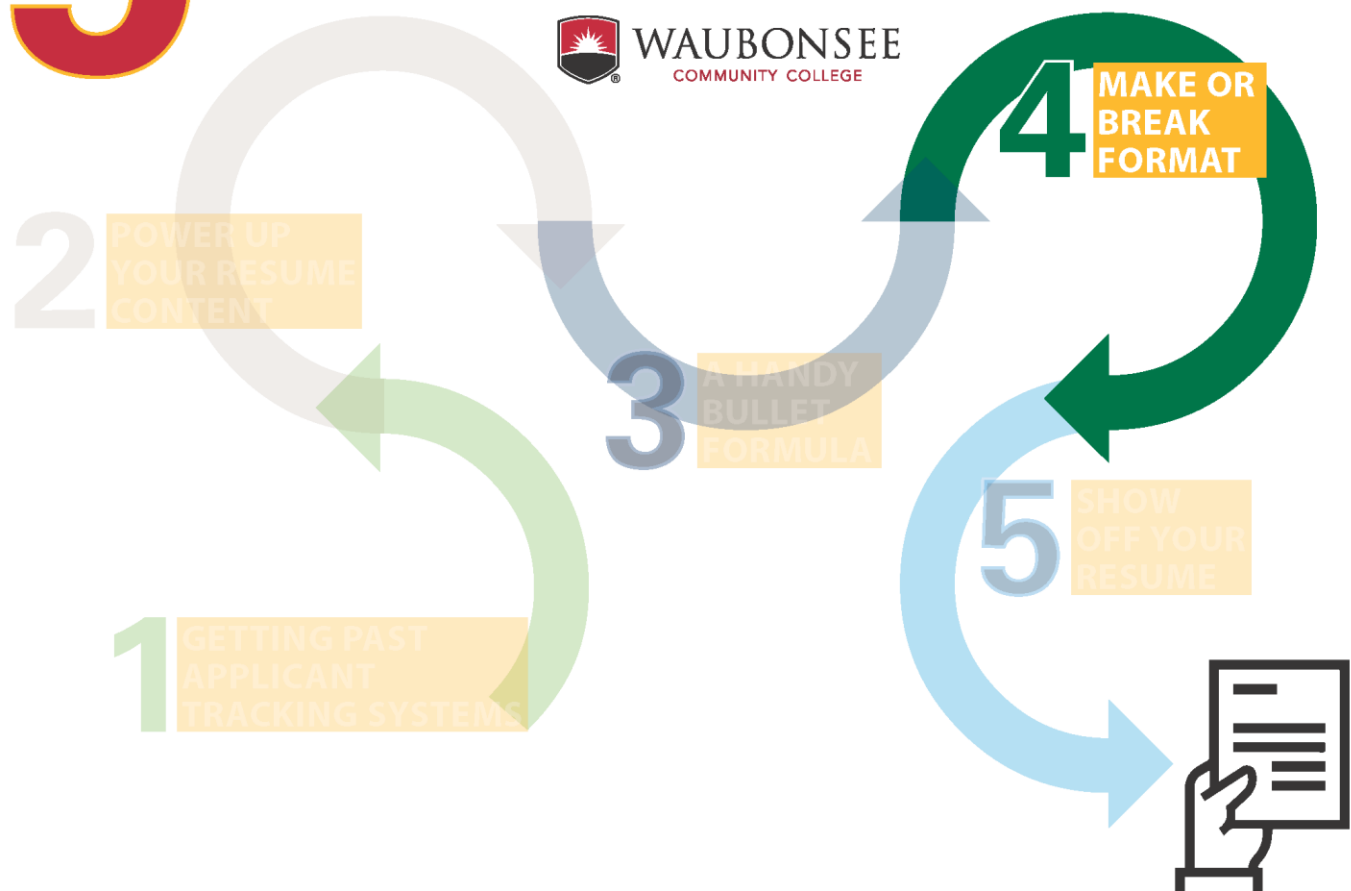 WAUBONSEE
COMMUNITY COLLEGE
®
1
GETTING PAST
APPLICANT
TRACKING SYSTEMS
2
POWER UP
YOUR RESUME
CONTENT
3
A HANDY
BULLET
FORMULA
4
MAKE OR
BREAK
FORMAT
5
SHOW
OFF YOUR
RESUME